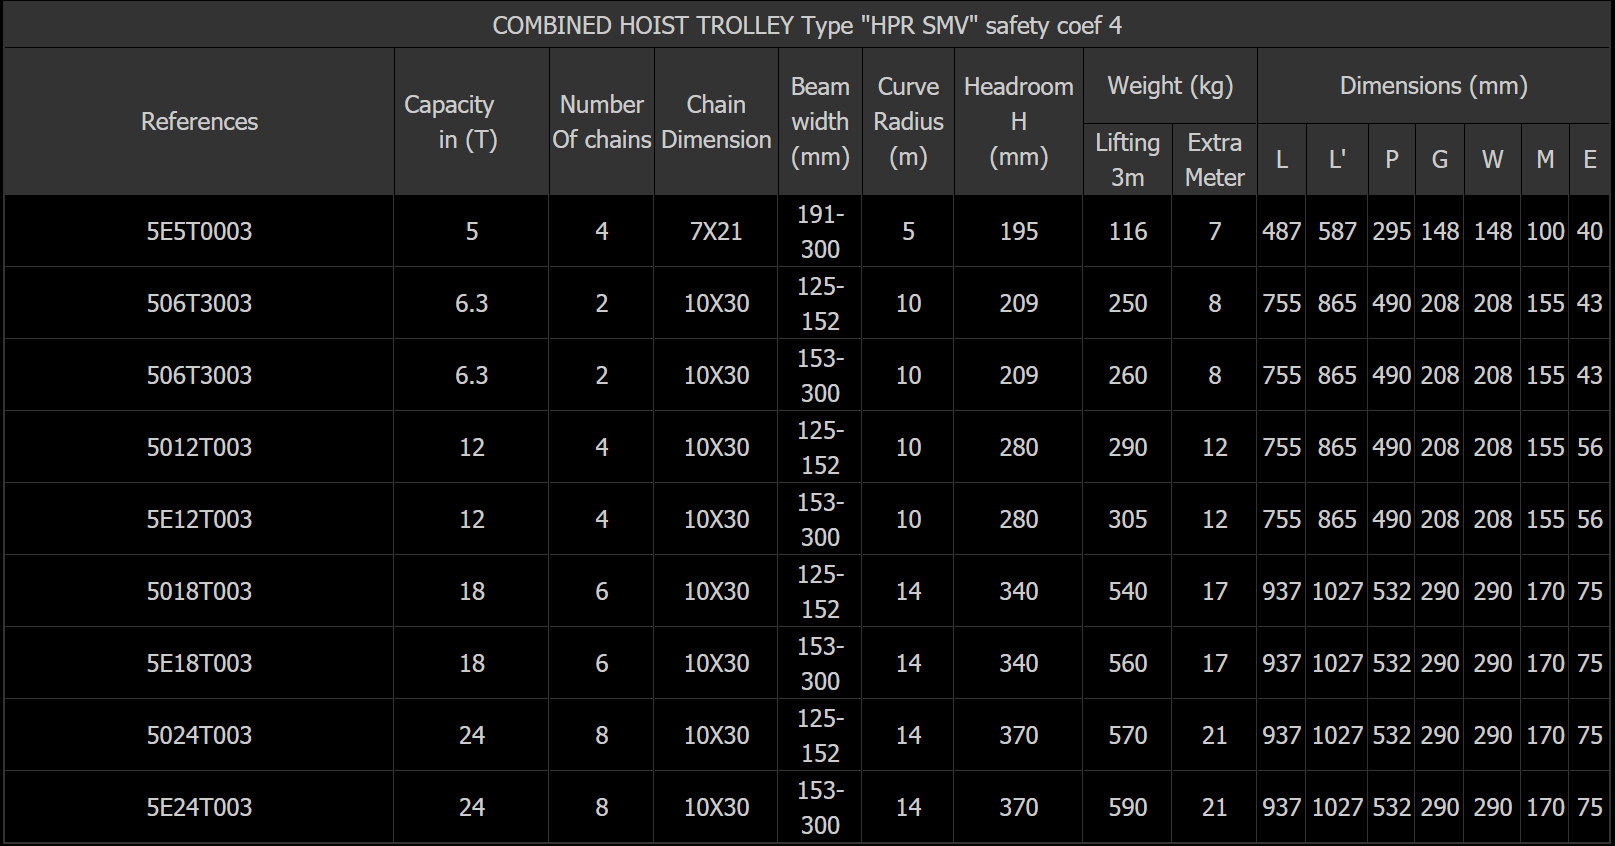 COMBINED HOIST TROLLEY Type "HPR SMV" safety coef 4
References Capacity in (T) Number Of chains Chain Dimension Beam width (mm) Curve Radius (m) Headroom H (mm) Weight (kg) Dimensions (mm)
Lifting 3m Extra Meter L L' P G W M E
5E5T0003 5 4 7X21 191-300 5 195 116 7 487 587 295 148 148 100 40
506T3003 6.3 2 10X30 125-152 10 209 250 8 755 865 490 208 208 155 43
506T3003 6.3 2 10X30 153-300 10 209 260 8 755 865 490 208 208 155 43
5012T003 12 4 10X30 125-152 10 280 290 12 755 865 490 208 208 155 56
5E12T003 12 4 10X30 153-300 10 280 305 12 755 865 490 208 208 155 56
5018T003 18 6 10X30 125-152 14 340 540 17 937 1027 532 290 290 170 75
5E18T003 18 6 10X30 153-300 14 340 560 17 937 1027 532 290 290 170 75
5024T003 24 8 10X30 125-152 14 370 570 21 937 1027 532 290 290 170 75
5E24T003 24 8 10X30 153-300 14 370 590 21 937 1027 532 290 290 170 75